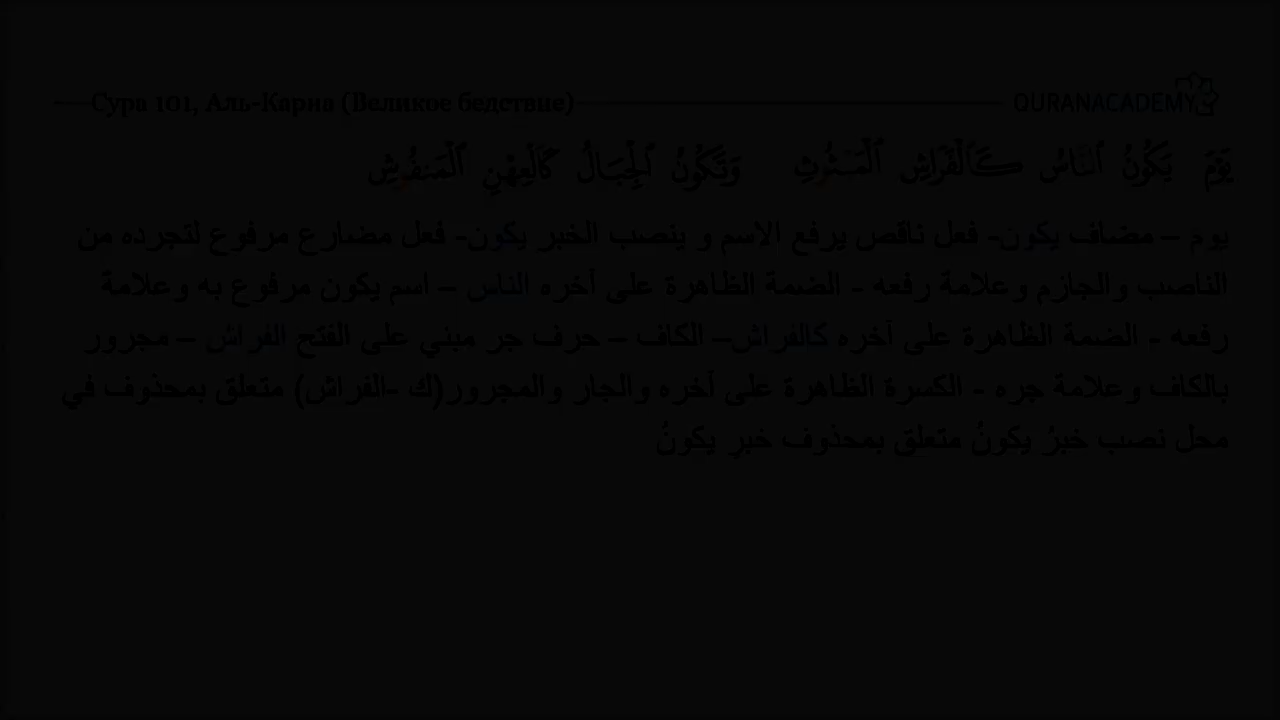 Сура 101, Аль-Кариа (Великое бедствие)
QURANACADEMY
يَوْمَ يَكُونُ ٱلنَّاسُ كَٱلْفَرَاشِ ٱلْمَبْثُوثِ وَتَكُونُ ٱلْجِبَالُ كَٱلْعِهْنِ ٱلْمَنفُوشِ
يوم – مضاف يكون- فعل ناقص يرفع الاسم و ينصب الخبر يكون- فعل مضارع مرفوع لتجرده من
الناصب والجازم وعلامة رفعه - الضمة الظاهرة على أخره الناس – اسم يكون مرفوع به وعلامة
رفعه - الضمة الظاهرة على آخره كالفراش– الكاف – حرف جر مبني على الفتح الفراش – مجرور
بالكاف وعلامة جره - الكسرة الظاهرة على أخره والجار والمجرور(ك -الفراش) متعلق بمحذوف في
محل نصب خبرُ يكونُ متعلق بمحذوف خبرِ يكونُ